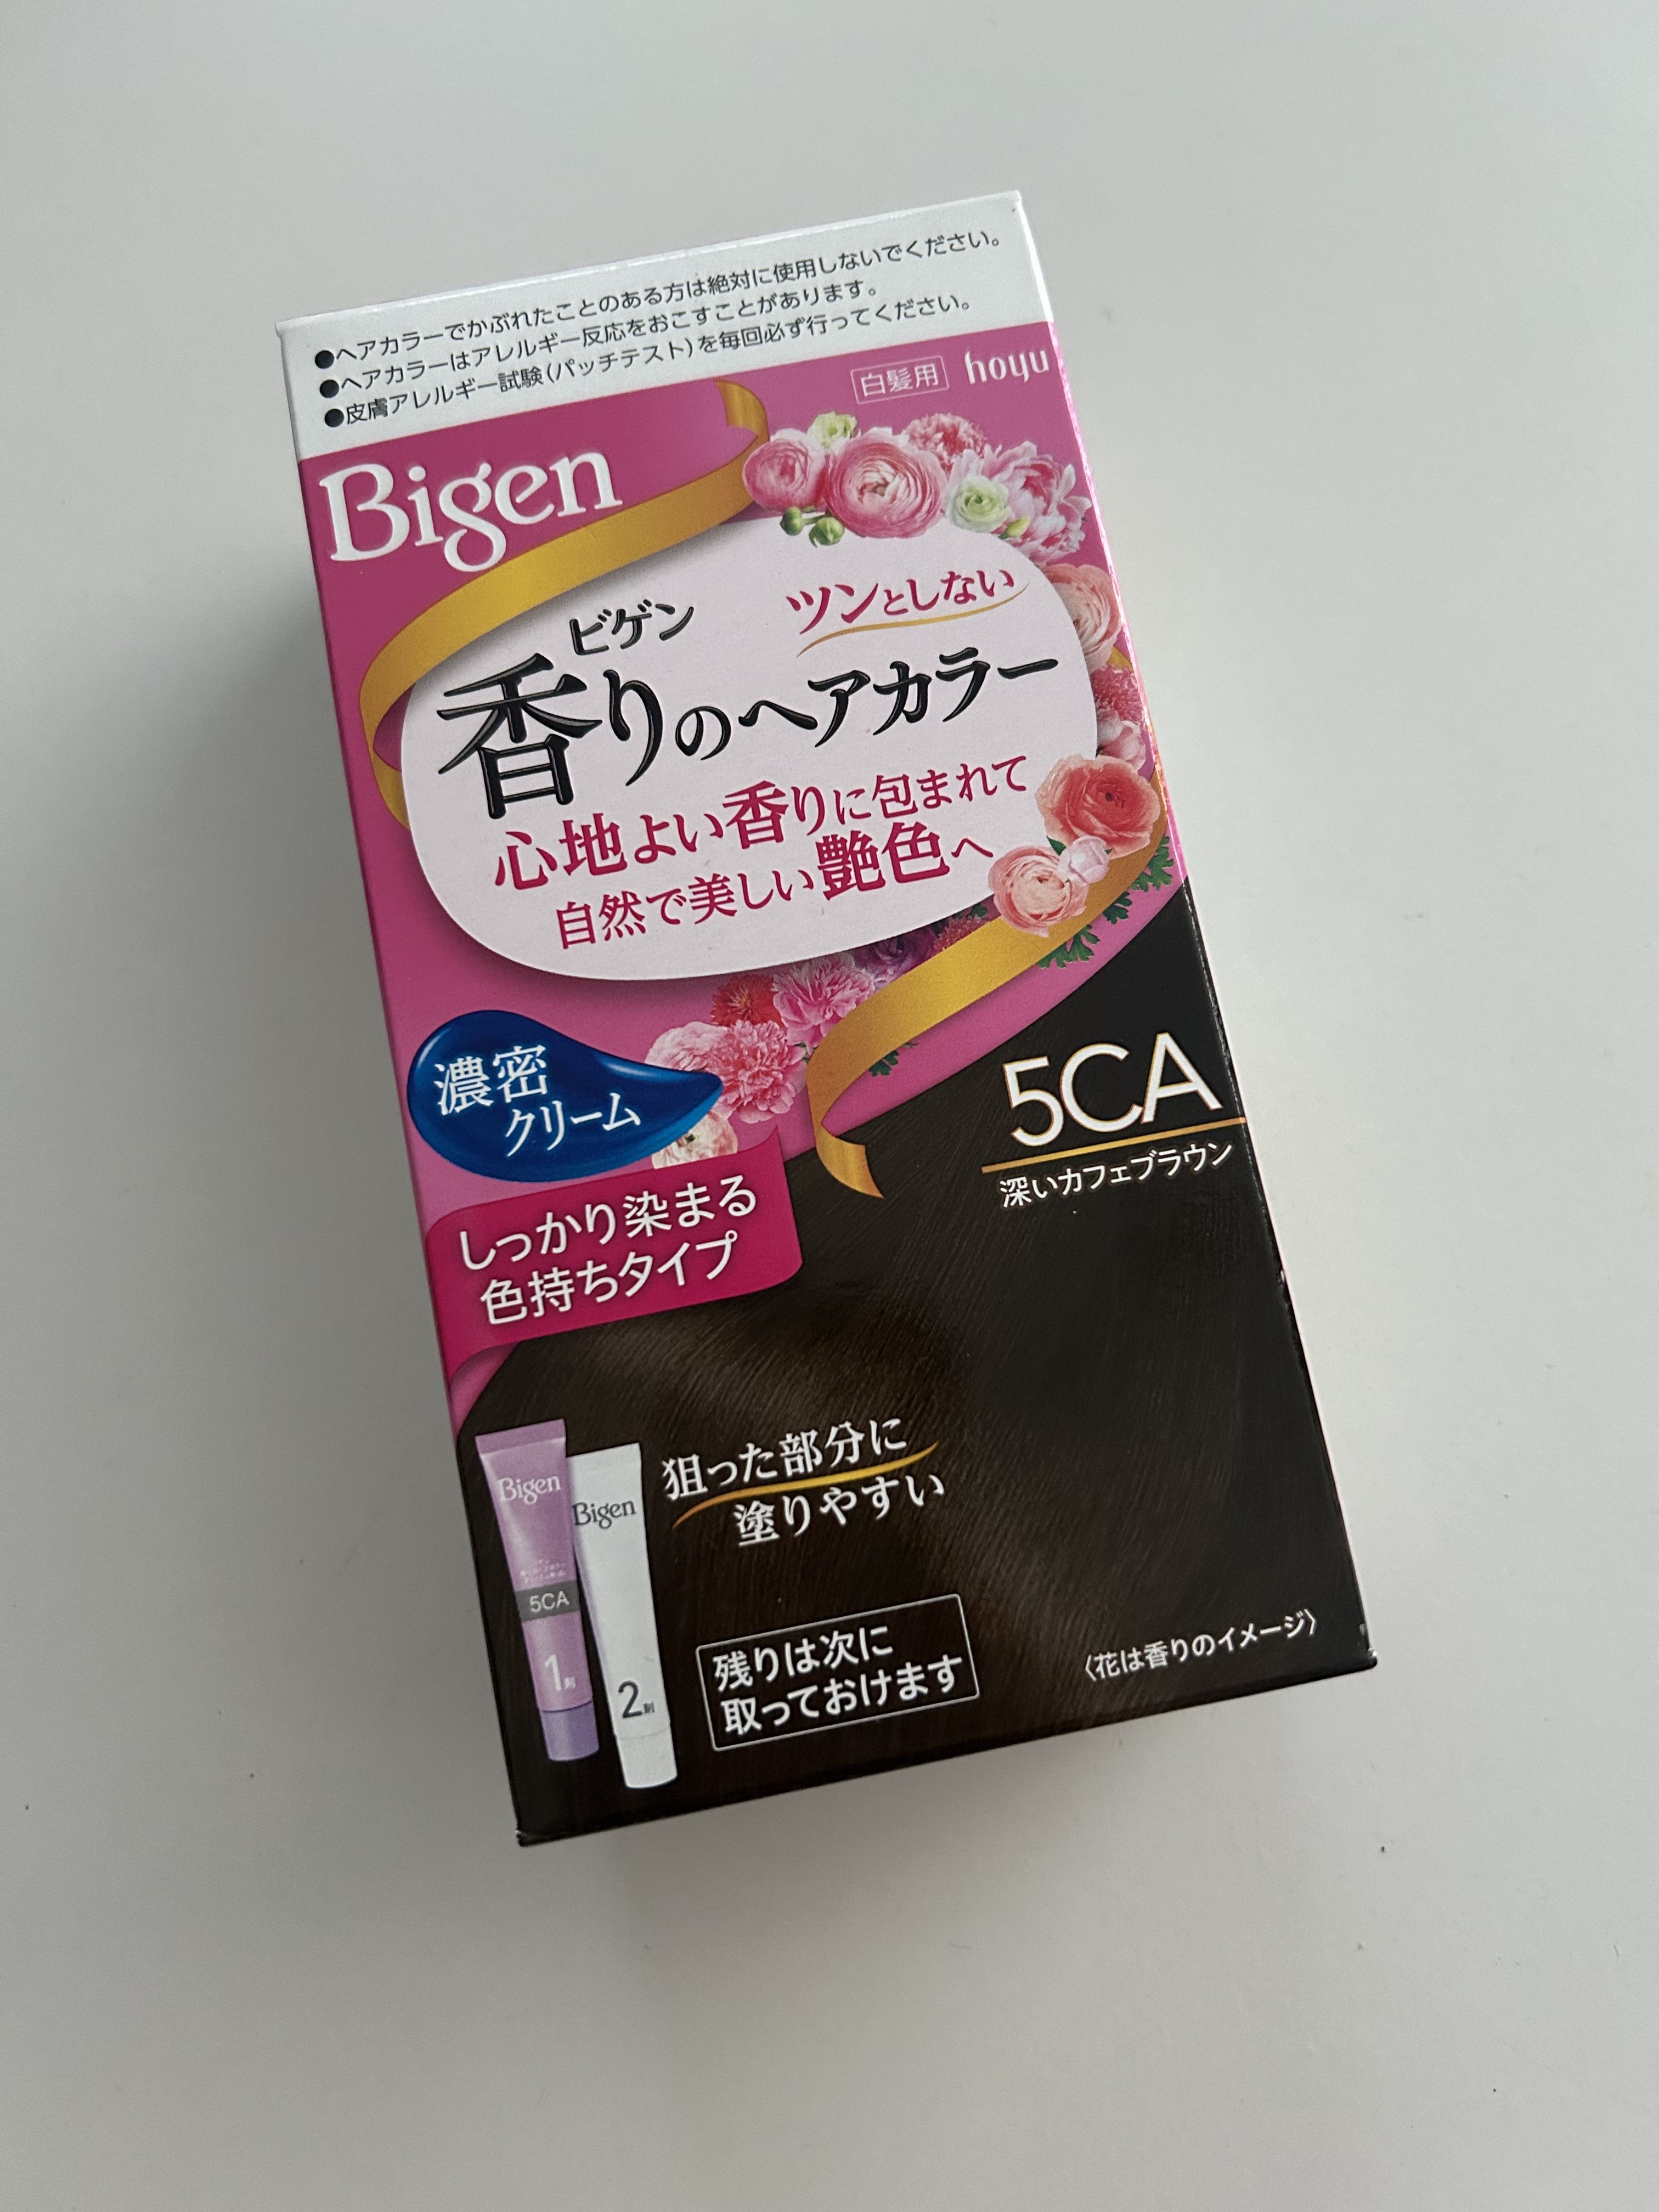 ●ヘアカラーでかぶれたことのある方は絶対に使用しないでください。
●ヘアカラーはアレルギー反応をおこすことがあります。
●皮膚アレルギー試験(パッチテスト)を毎回必ず行ってください。
白髪用 hoyu
Bigen
ビゲン ツンとしない
香りのヘアカラー
心地よい香りに包まれて
自然で美しい艶色へ
濃密
クリーム
5CA
深いカフェブラウン
しっかり染まる
色持ちタイプ
狙った部分に
塗りやすい
Bigen
5CA
1剤
Bigen
2剤
残りは次に
取っておけます
〈花は香りのイメージ〉